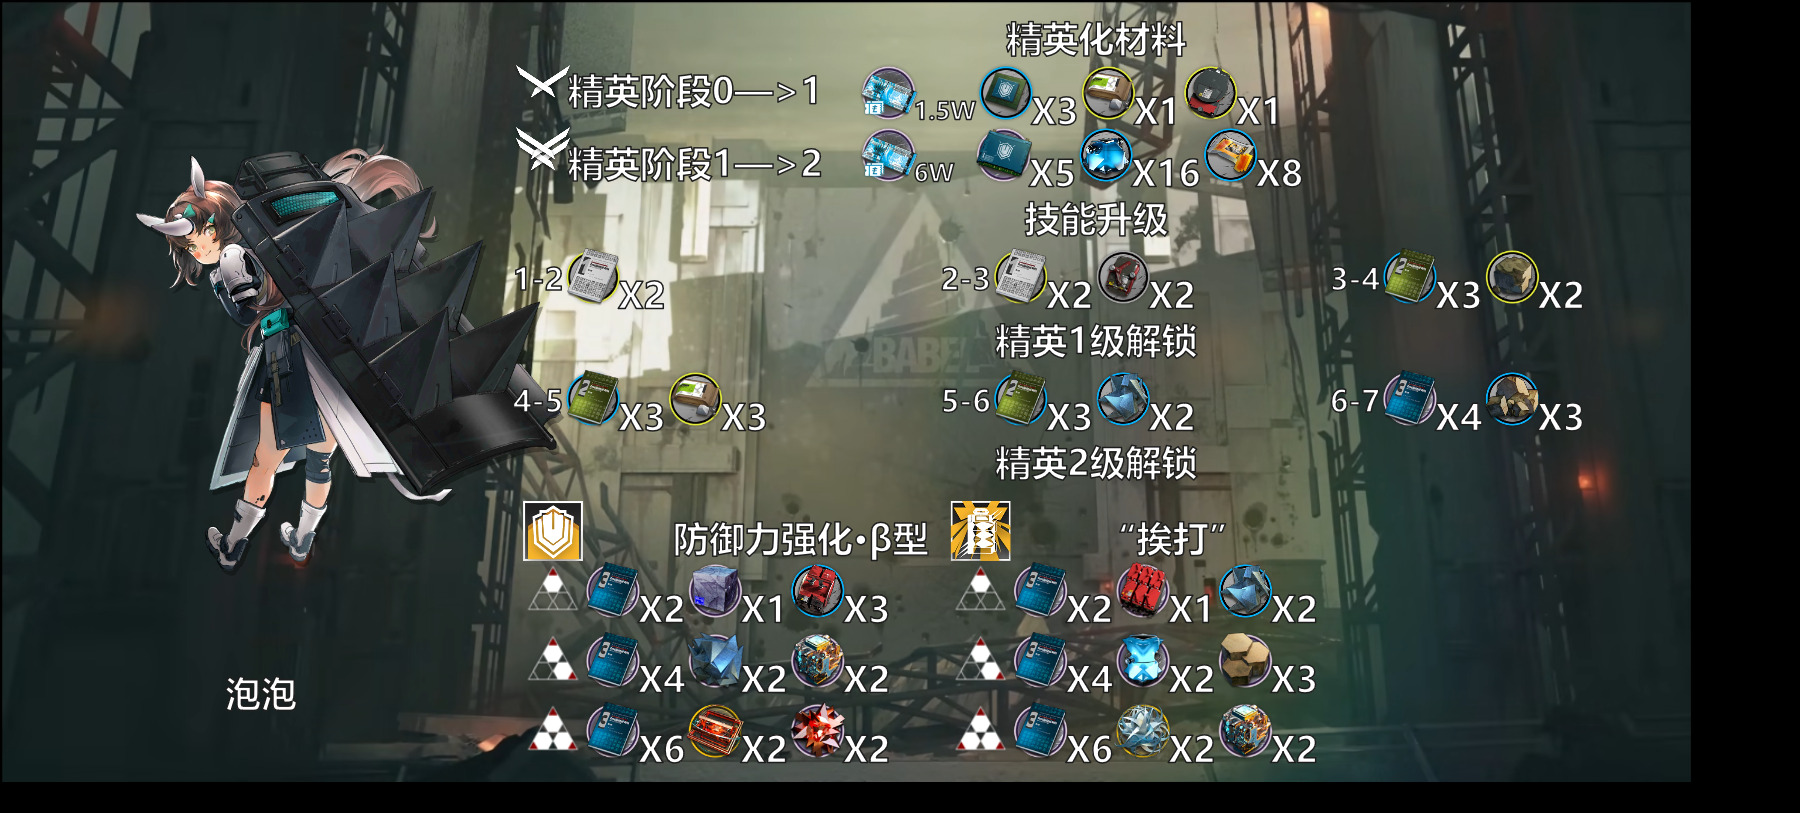 精英化材料
精英阶段0—>1 1.5W X3 X1 X1
精英阶段1—>2 6W X5 X16 X8
技能升级
1-2 X2 2-3 X2 X2 3-4 X3 X2
精英1级解锁
BABEL
4-5 X3 X3 5-6 X3 X2 6-7 X4 X3
精英2级解锁
防御力强化·β型 “挨打”
X2 X1 X3 X2 X1 X2
X4 X2 X2 X4 X2 X3
泡泡
X6 X2 X2 X6 X2 X2